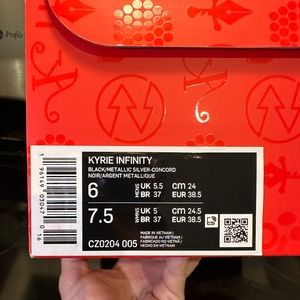 Profile
KYRIE INFINITY
BLACK/METALLIC SILVER-CONCORD
NOIR/ARGENT METALLIQUE
6 MENS UK 5.5 CM 24
BR 37 EUR 38.5
7.5 WMNS UK 5 CM 24.5
BR 37 EUR 38.5
CZ0204 005
MADE IN VIETNAM /
FABRIQUE AU VIETNAM /
FABRICADO NO VIETNÃ /
HECHO EN VIETNAM